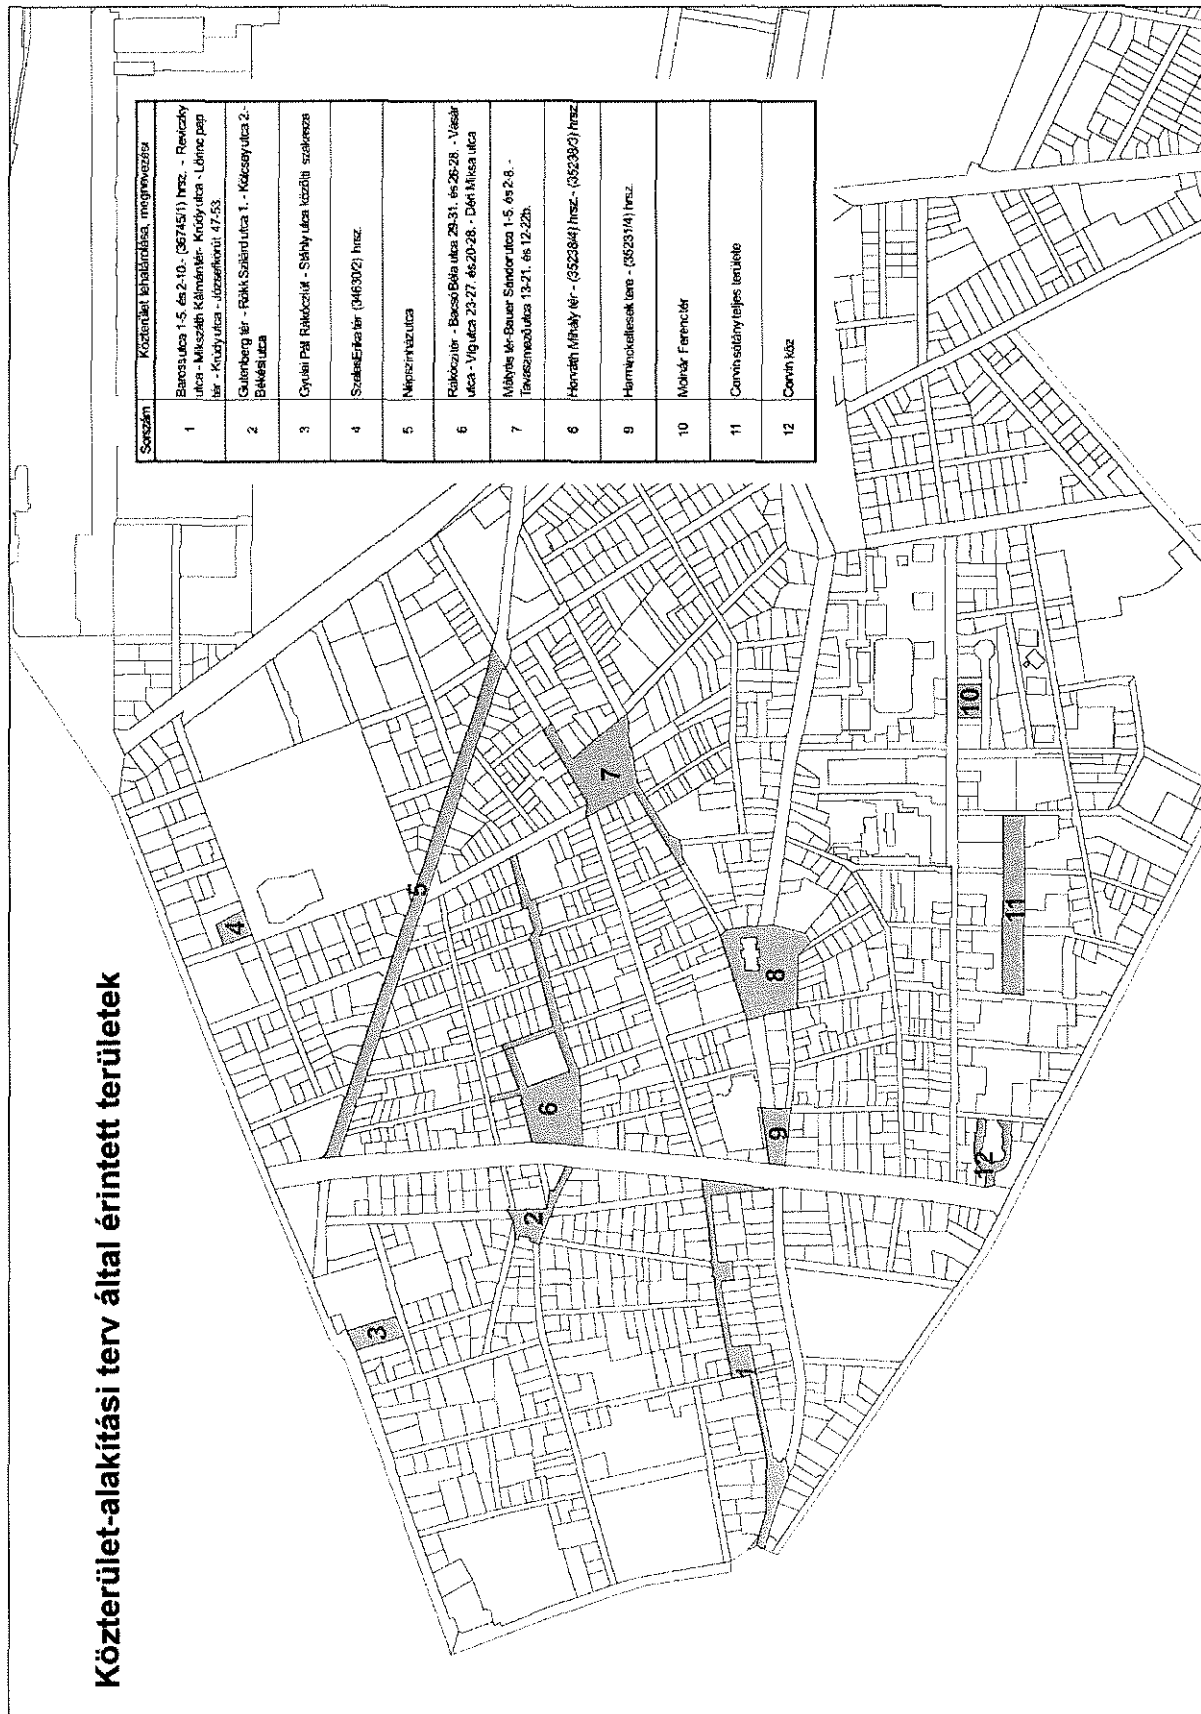 Közterület-alakítási terv által érintett területek
Sorszám Közterület lehatárolása, megnevezése
1 Baross utca 1-5. és 2-10.- (36745/1) hrsz. - Reviczky
utca - Mikszáth Kálmán tér- Krúdy utca - Lőrinc pap
tér - Krúdy utca - József körút 47-53.
2 Gutenberg tér - Rökk Szilárd utca 1. - Kölcsey utca 2.-
Békési utca
3 Gyulai Pál Rákóczi út - Stáhly utca közötti szakasza
4 Szeles Erika tér (34630/2) hrsz.
5 Népszínház utca
6 Rákóczi tér - Bacsó Béla utca 29-31. és 26-28. - Vásár
utca - Víg utca 23-27. és 20-28. - Déri Miksa utca
7 Mátyás tér-Bauer Sándor utca 1-5. és 2-8. -
Tavaszmező utca 13-21. és 12-22b.
8 Horváth Mihály tér - (35238/4) hrsz. - (35238/3) hrsz.
9 Harminckettesek tere - (35231/4) hrsz.
10 Molnár Ferenc tér
11 Corvin sétány teljes területe
12 Corvin köz
4
5
3
7
6
2
10
8
9
1
11
12